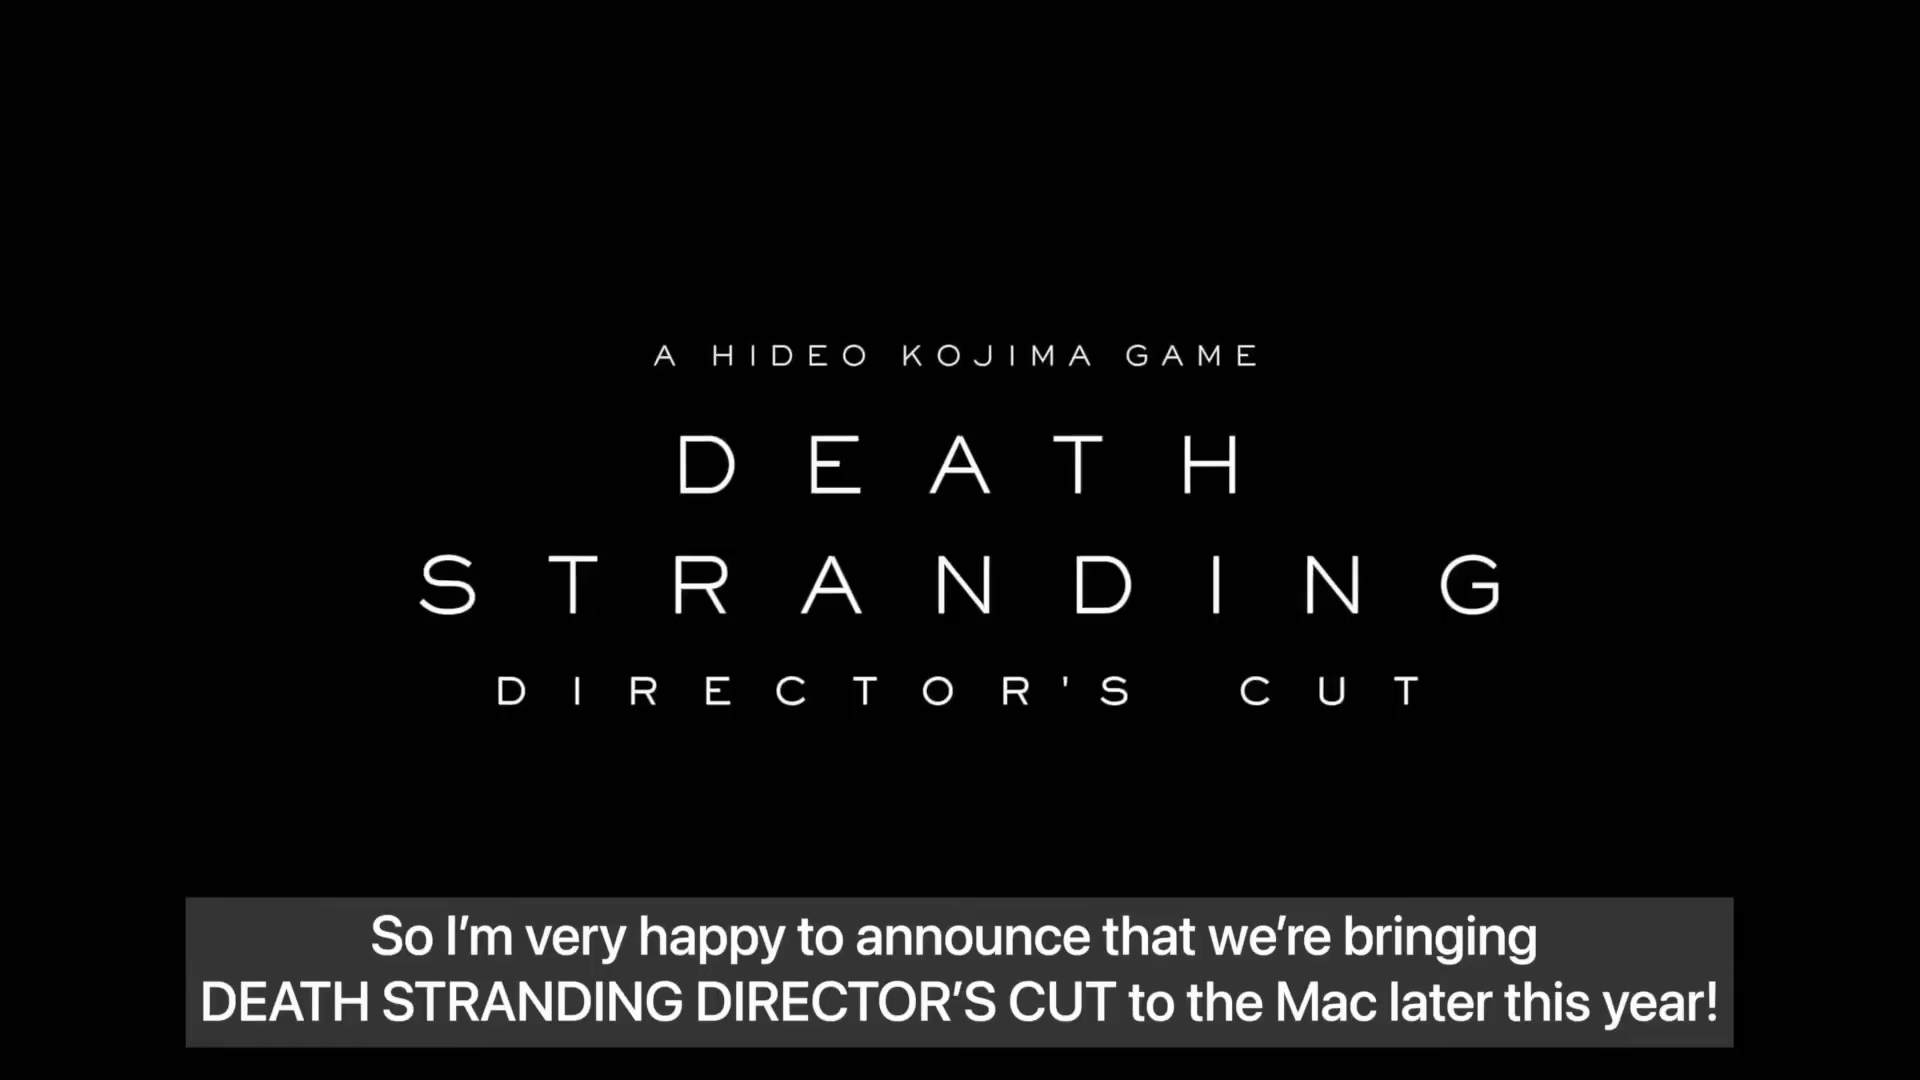 A HIDEO KOJIMA GAME
DEATH
STRANDING
DIRECTOR'S CUT
So I’m very happy to announce that we’re bringing
DEATH STRANDING DIRECTOR’S CUT to the Mac later this year!